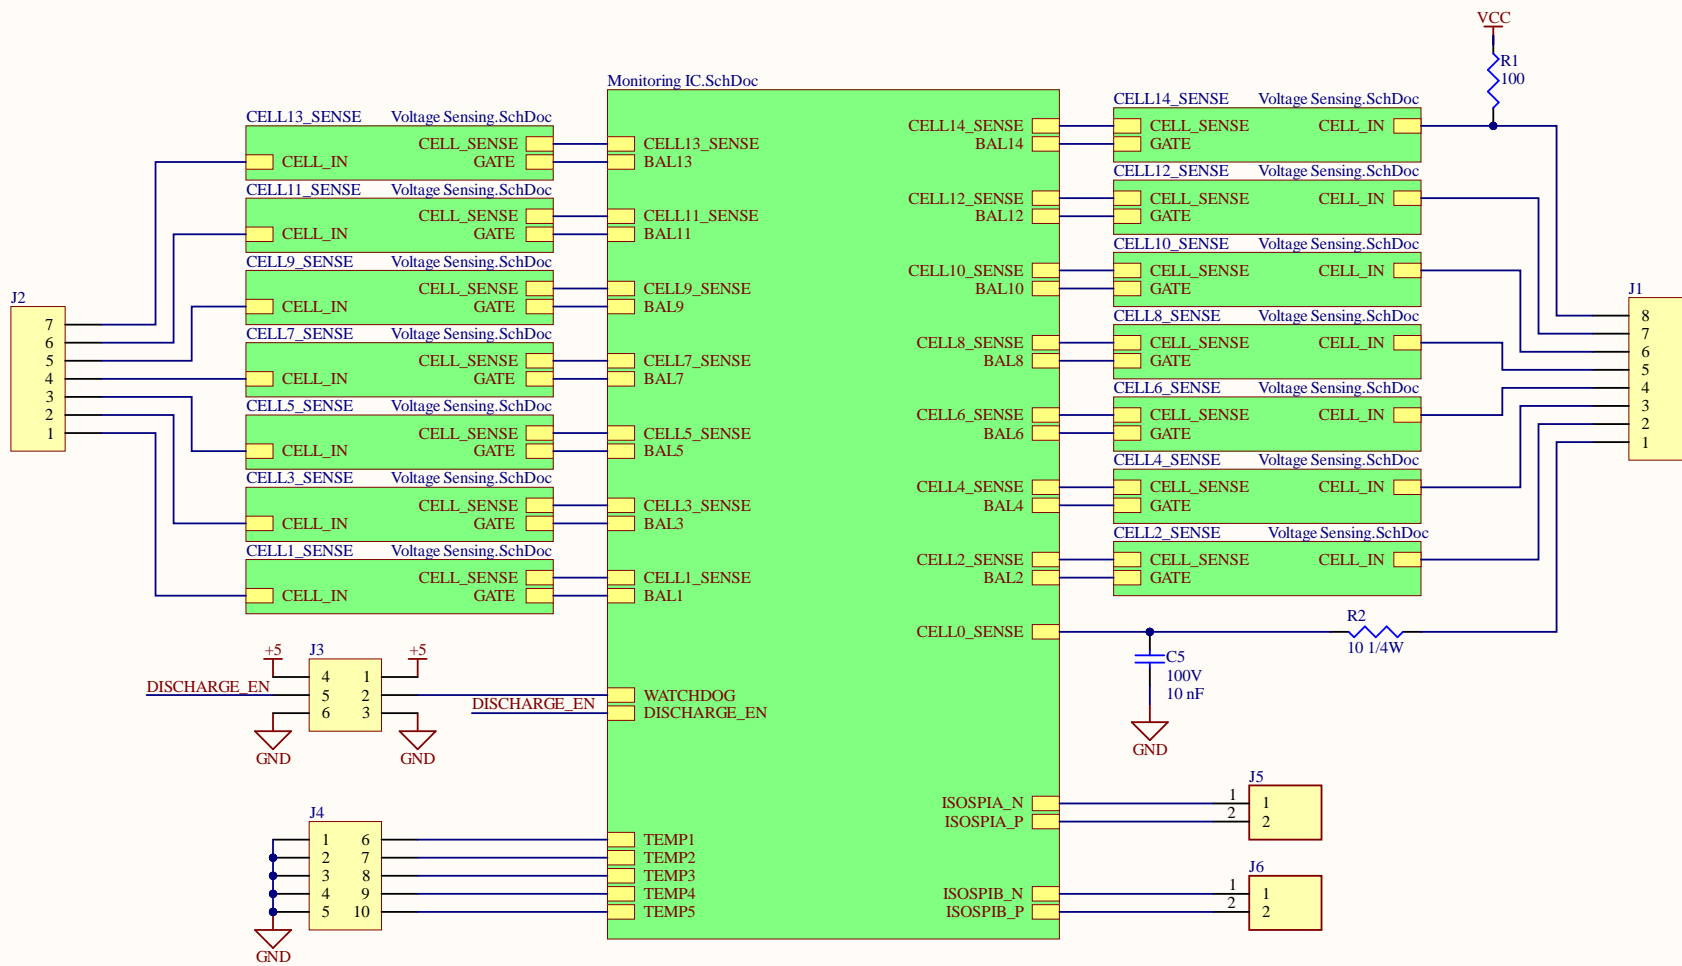 VCC
R1
100
Monitoring IC.SchDoc
CELL13_SENSE Voltage Sensing.SchDoc
CELL_SENSE
CELL_IN GATE
CELL11_SENSE Voltage Sensing.SchDoc
CELL_SENSE
CELL_IN GATE
CELL9_SENSE Voltage Sensing.SchDoc
CELL_SENSE
CELL_IN GATE
CELL7_SENSE Voltage Sensing.SchDoc
CELL_SENSE
CELL_IN GATE
CELL5_SENSE Voltage Sensing.SchDoc
CELL_SENSE
CELL_IN GATE
CELL3_SENSE Voltage Sensing.SchDoc
CELL_SENSE
CELL_IN GATE
CELL1_SENSE Voltage Sensing.SchDoc
CELL_SENSE
CELL_IN GATE
J2
7
6
5
4
3
2
1
CELL13_SENSE
BAL13
CELL11_SENSE
BAL11
CELL9_SENSE
BAL9
CELL7_SENSE
BAL7
CELL5_SENSE
BAL5
CELL3_SENSE
BAL3
CELL1_SENSE
BAL1
WATCHDOG
DISCHARGE_EN
TEMP1
TEMP2
TEMP3
TEMP4
TEMP5
CELL14_SENSE
BAL14
CELL12_SENSE
BAL12
CELL10_SENSE
BAL10
CELL8_SENSE
BAL8
CELL6_SENSE
BAL6
CELL4_SENSE
BAL4
CELL2_SENSE
BAL2
CELL0_SENSE
ISOSPIA_N
ISOSPIA_P
ISOSPIB_N
ISOSPIB_P
CELL14_SENSE Voltage Sensing.SchDoc
CELL_SENSE CELL_IN
GATE
CELL12_SENSE Voltage Sensing.SchDoc
CELL_SENSE CELL_IN
GATE
CELL10_SENSE Voltage Sensing.SchDoc
CELL_SENSE CELL_IN
GATE
CELL8_SENSE Voltage Sensing.SchDoc
CELL_SENSE CELL_IN
GATE
CELL6_SENSE Voltage Sensing.SchDoc
CELL_SENSE CELL_IN
GATE
CELL4_SENSE Voltage Sensing.SchDoc
CELL_SENSE CELL_IN
GATE
CELL2_SENSE Voltage Sensing.SchDoc
CELL_SENSE CELL_IN
GATE
J1
8
7
6
5
4
3
2
1
R2
10 1/4W
C5
100V
10 nF
GND
+5 J3 +5
4 1
DISCHARGE_EN 5 2
6 3
GND GND
DISCHARGE_EN
J4
1 6
2 7
3 8
4 9
5 10
GND
J5
1 1
2 2
J6
1 1
2 2